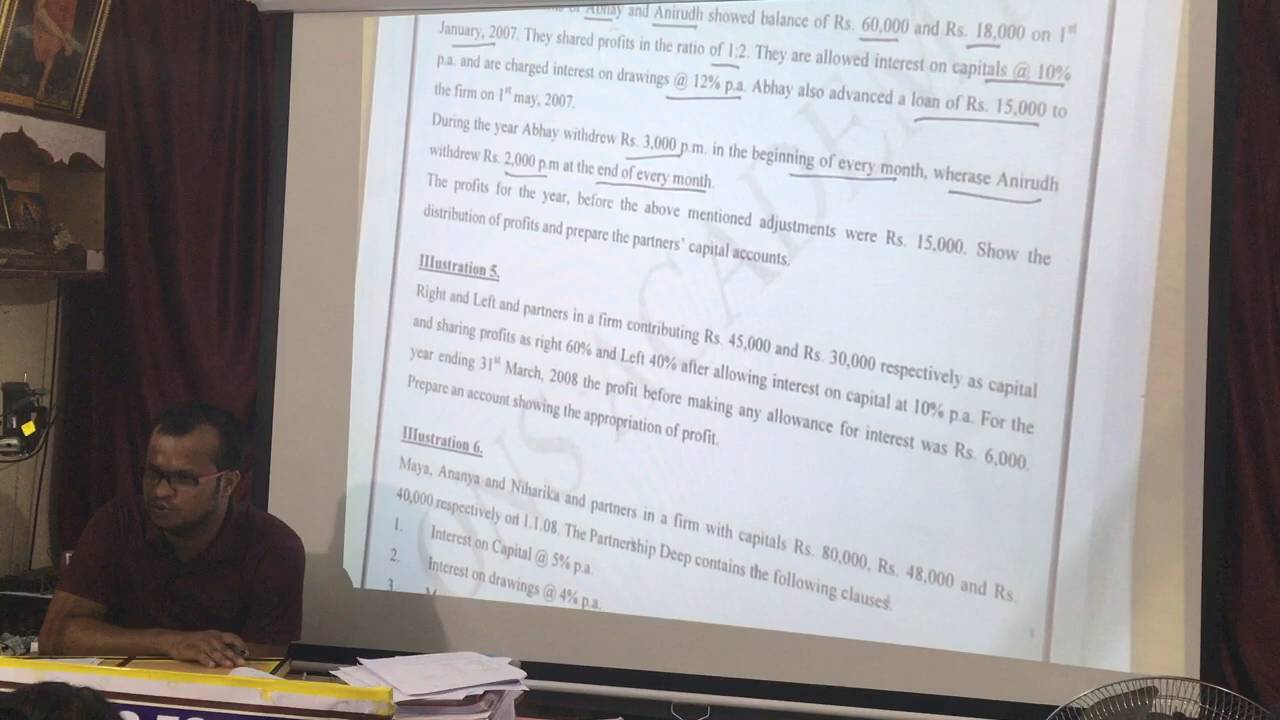 Abhay and Anirudh showed balance of Rs. 60,000 and Rs. 18,000 on 1st
January, 2007. They shared profits in the ratio of 1:2. They are allowed interest on capitals @ 10%
p.a. and are charged interest on drawings @ 12% p.a. Abhay also advanced a loan of Rs. 15,000 to
the firm on 1st may, 2007.
During the year Abhay withdrew Rs. 3,000 p.m. in the beginning of every month, wherase Anirudh
withdrew Rs. 2,000 p.m at the end of every month.
The profits for the year, before the above mentioned adjustments were Rs. 15,000. Show the
distribution of profits and prepare the partners' capital accounts.
Illustration 5.
Right and Left and partners in a firm contributing Rs. 45,000 and Rs. 30,000 respectively as capital
and sharing profits as right 60% and Left 40% after allowing interest on capital at 10% p.a. For the
year ending 31st March, 2008 the profit before making any allowance for interest was Rs. 6,000.
Prepare an account showing the appropriation of profit.
Illustration 6.
Maya, Ananya and Niharika and partners in a firm with capitals Rs. 80,000, Rs. 48,000 and Rs.
40,000 respectively on 1.1.08. The Partnership Deep contains the following clauses.
1. Interest on Capital @ 5% p.a.
2. Interest on drawings @ 4% p.a.
3
ONS ACADEM